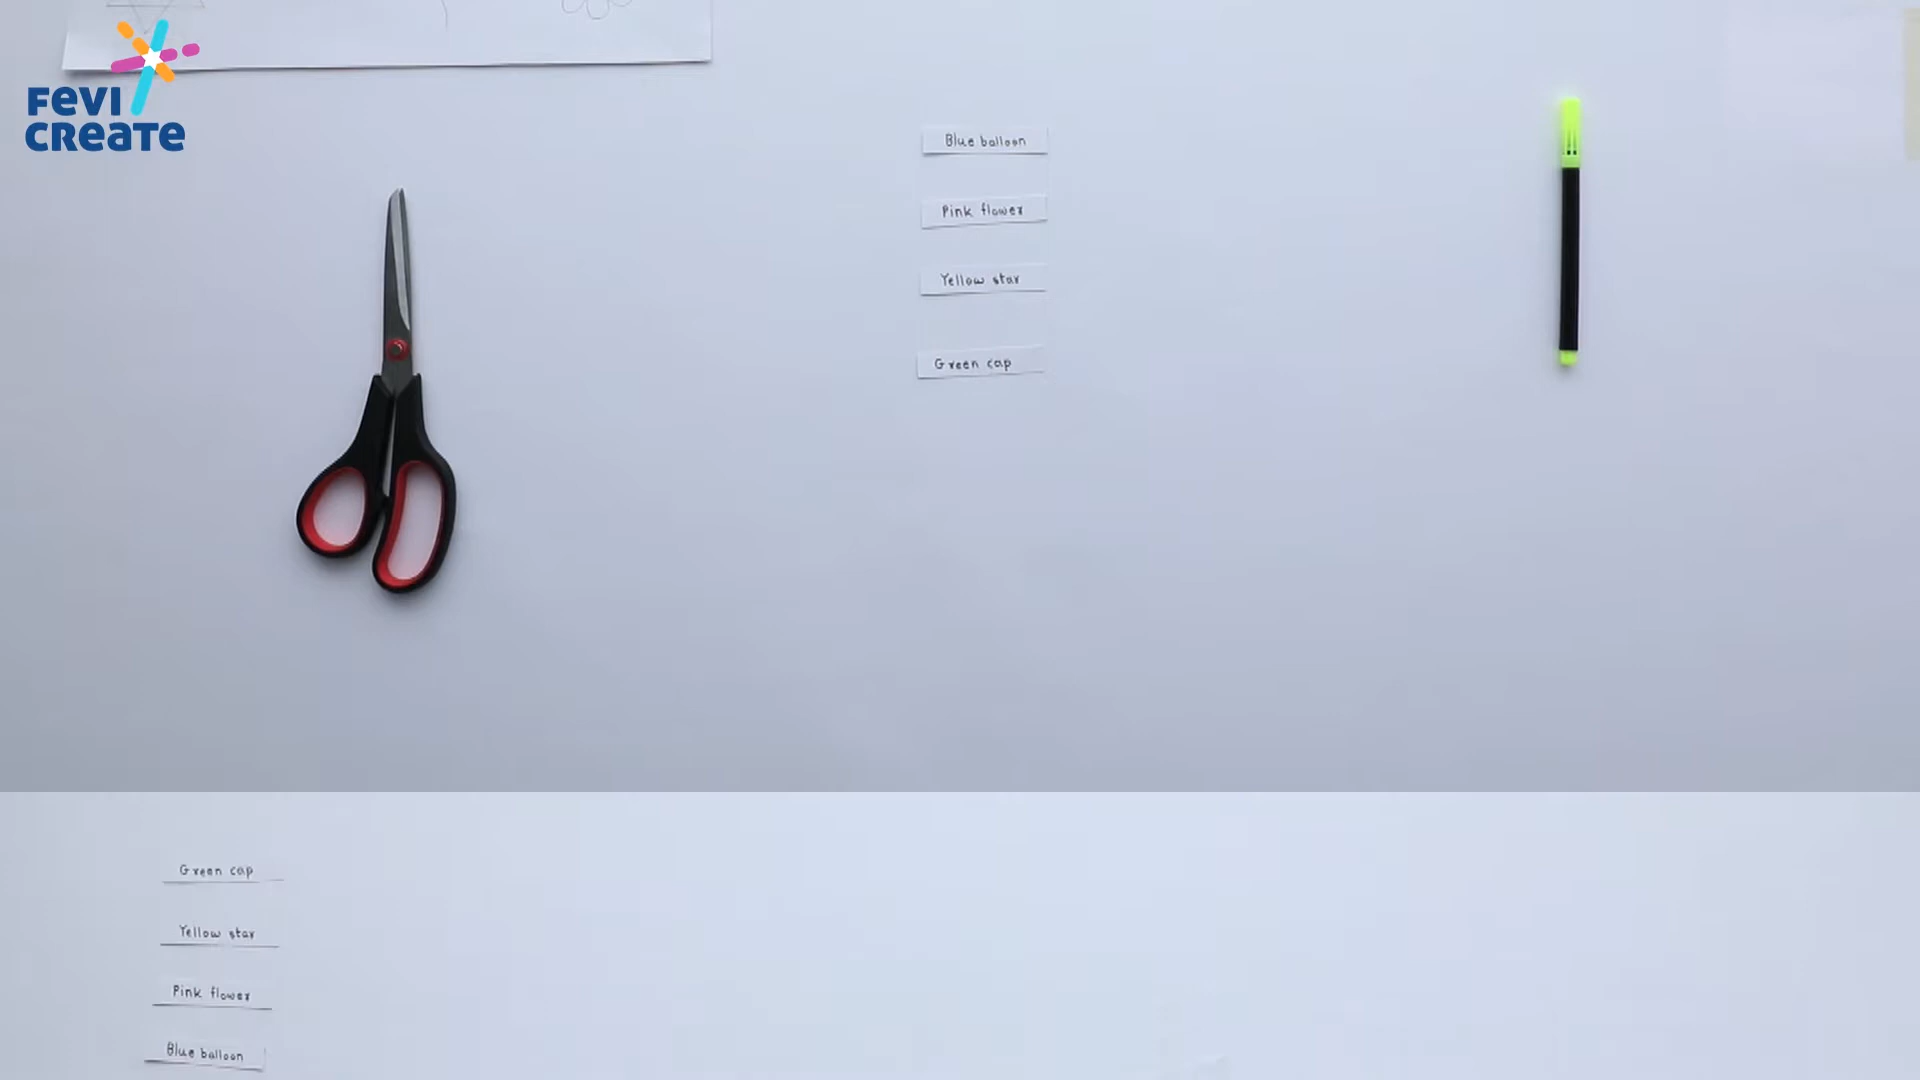 FEVI
CREATE
Blue balloon
Pink flower
Yellow star
Green cap
Green cap
Yellow star
Pink flower
Blue balloon